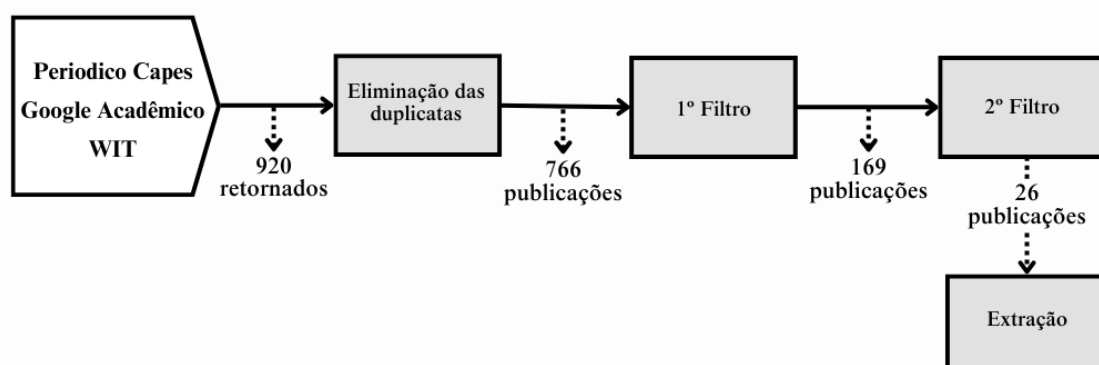 Periodico Capes
Google Acadêmico
WIT
920
retornados
Eliminação das
duplicatas
766
publicações
1º Filtro
169
publicações
2º Filtro
26
publicações
Extração